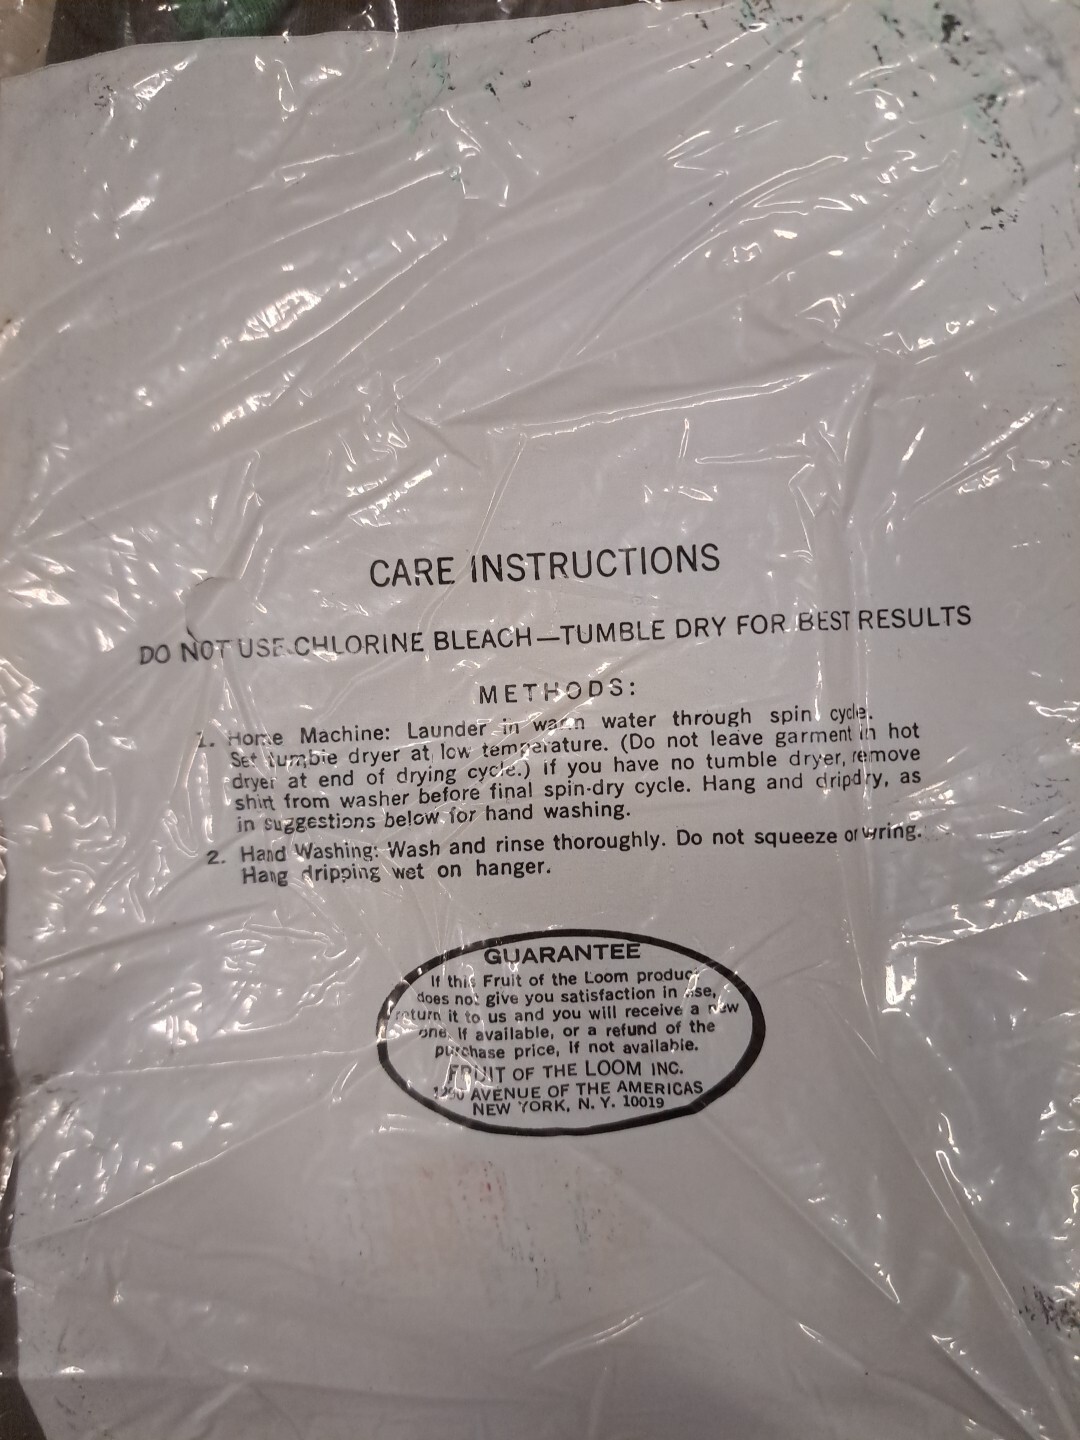 CARE INSTRUCTIONS
DO NOT USE CHLORINE BLEACH—TUMBLE DRY FOR BEST RESULTS
METHODS:
1. Home Machine: Launder in warm water through spin cycle.
Set tumble dryer at low temperature. (Do not leave garment in hot
dryer at end of drying cycle.) if you have no tumble dryer, remove
shirt from washer before final spin-dry cycle. Hang and dripdry, as
in suggestions below for hand washing.
2. Hand Washing: Wash and rinse thoroughly. Do not squeeze or wring.
Hang dripping wet on hanger.
GUARANTEE
If this Fruit of the Loom product
does not give you satisfaction in use,
return it to us and you will receive a new
one. if available, or a refund of the
purchase price, if not available.
FRUIT OF THE LOOM INC.
1290 AVENUE OF THE AMERICAS
NEW YORK, N. Y. 10019